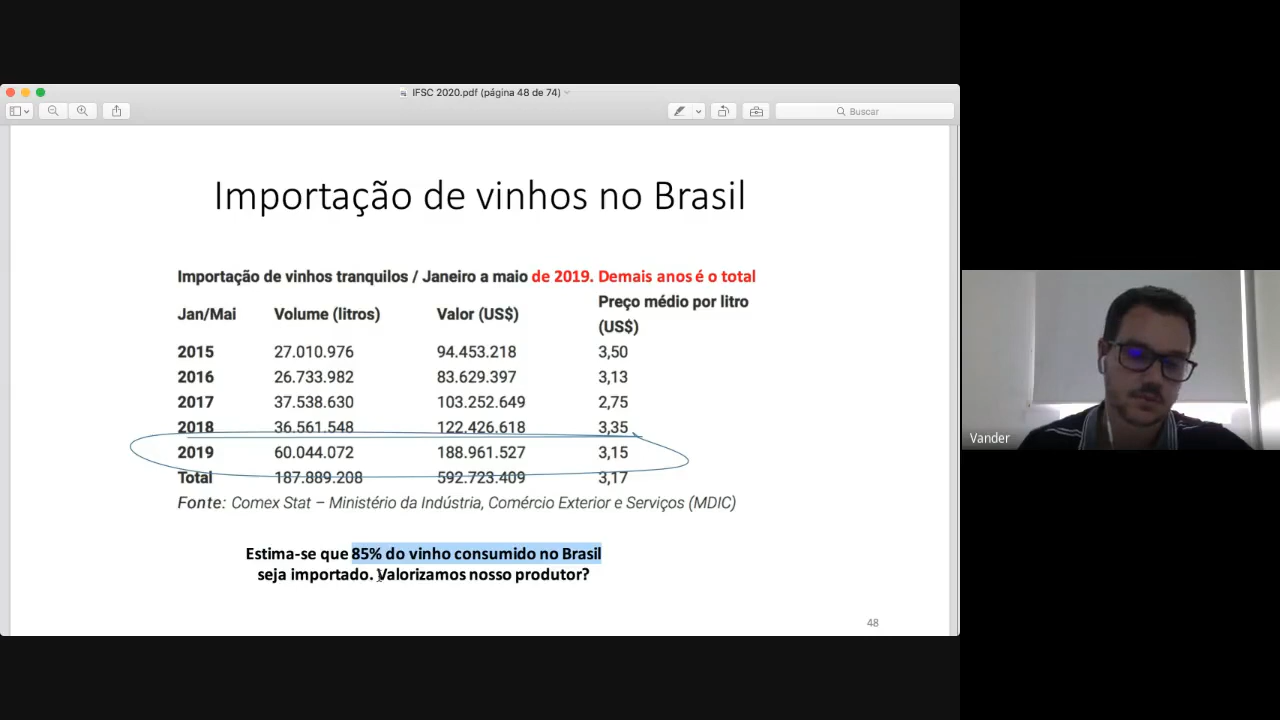 IFSC 2020.pdf (página 48 de 74)
Buscar
Importação de vinhos no Brasil
Importação de vinhos tranquilos / Janeiro a maio de 2019. Demais anos é o total
Jan/Mai Volume (litros) Valor (US$) Preço médio por litro (US$)
2015 27.010.976 94.453.218 3,50
2016 26.733.982 83.629.397 3,13
2017 37.538.630 103.252.649 2,75
2018 36.561.548 122.426.618 3,35
2019 60.044.072 188.961.527 3,15
Total 187.889.208 592.723.409 3,17
Fonte: Comex Stat – Ministério da Indústria, Comércio Exterior e Serviços (MDIC)
Estima-se que 85% do vinho consumido no Brasil
seja importado. Valorizamos nosso produtor?
48
Vander